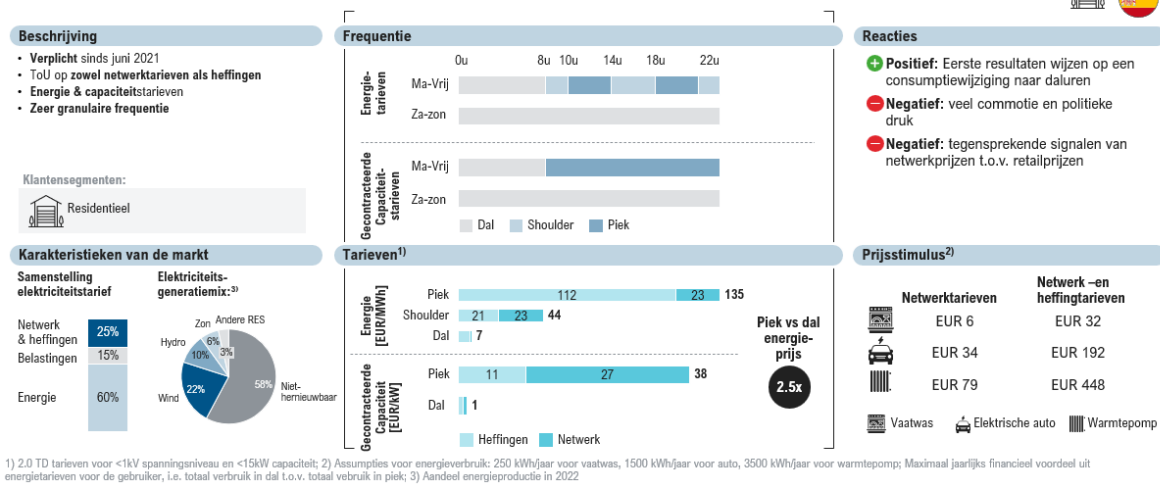 Beschrijving
• Verplicht sinds juni 2021
• ToU op zowel netwerktarieven als heffingen
• Energie & capaciteitstarieven
• Zeer granulaire frequentie
Klantensegmenten:
Residentieel
Frequentie
0u 8u 10u 14u 18u 22u
Energie-
tarieven
Ma-Vrij
Za-zon
Gecontracteerde
Capaciteit-
starieven
Ma-Vrij
Za-zon
Dal Shoulder Piek
Reacties
Positief: Eerste resultaten wijzen op een
consumptiewijziging naar daluren
Negatief: veel commotie en politieke
druk
Negatief: tegensprekende signalen van
netwerkprijzen t.o.v. retailprijzen
Karakteristieken van de markt
Samenstelling
elektriciteitstarief
Netwerk
& heffingen
25%
Belastingen
15%
Energie
60%
Elektriciteits-
generatiemix:3)
Zon
Andere RES
Hydro
6%
3%
10%
58%
Niet-
hernieuwbaar
Wind
22%
Tarieven1)
Energie
[EUR/MWh]
Piek 112 23 135
Shoulder 21 23 44
Dal 7
Gecontracteerde
Capaciteit
[EUR/kW]
Piek 11 27 38
Dal 1
Heffingen Netwerk
Piek vs dal
energie-
prijs
2.5x
Prijsstimulus2)
Netwerktarieven
Netwerk –en
heffingtarieven
EUR 6 EUR 32
EUR 34 EUR 192
EUR 79 EUR 448
Vaatwas Elektrische auto Warmtepomp
1) 2.0 TD tarieven voor <1kV spanningsniveau en <15kW capaciteit; 2) Assumpties voor energieverbruik: 250 kWh/jaar voor vaatwas, 1500 kWh/jaar voor auto, 3500 kWh/jaar voor warmtepomp; Maximaal jaarlijks financieel voordeel uit
energietarieven voor de gebruiker, i.e. totaal verbruik in dal t.o.v. totaal vebruik in piek; 3) Aandeel energieproductie in 2022